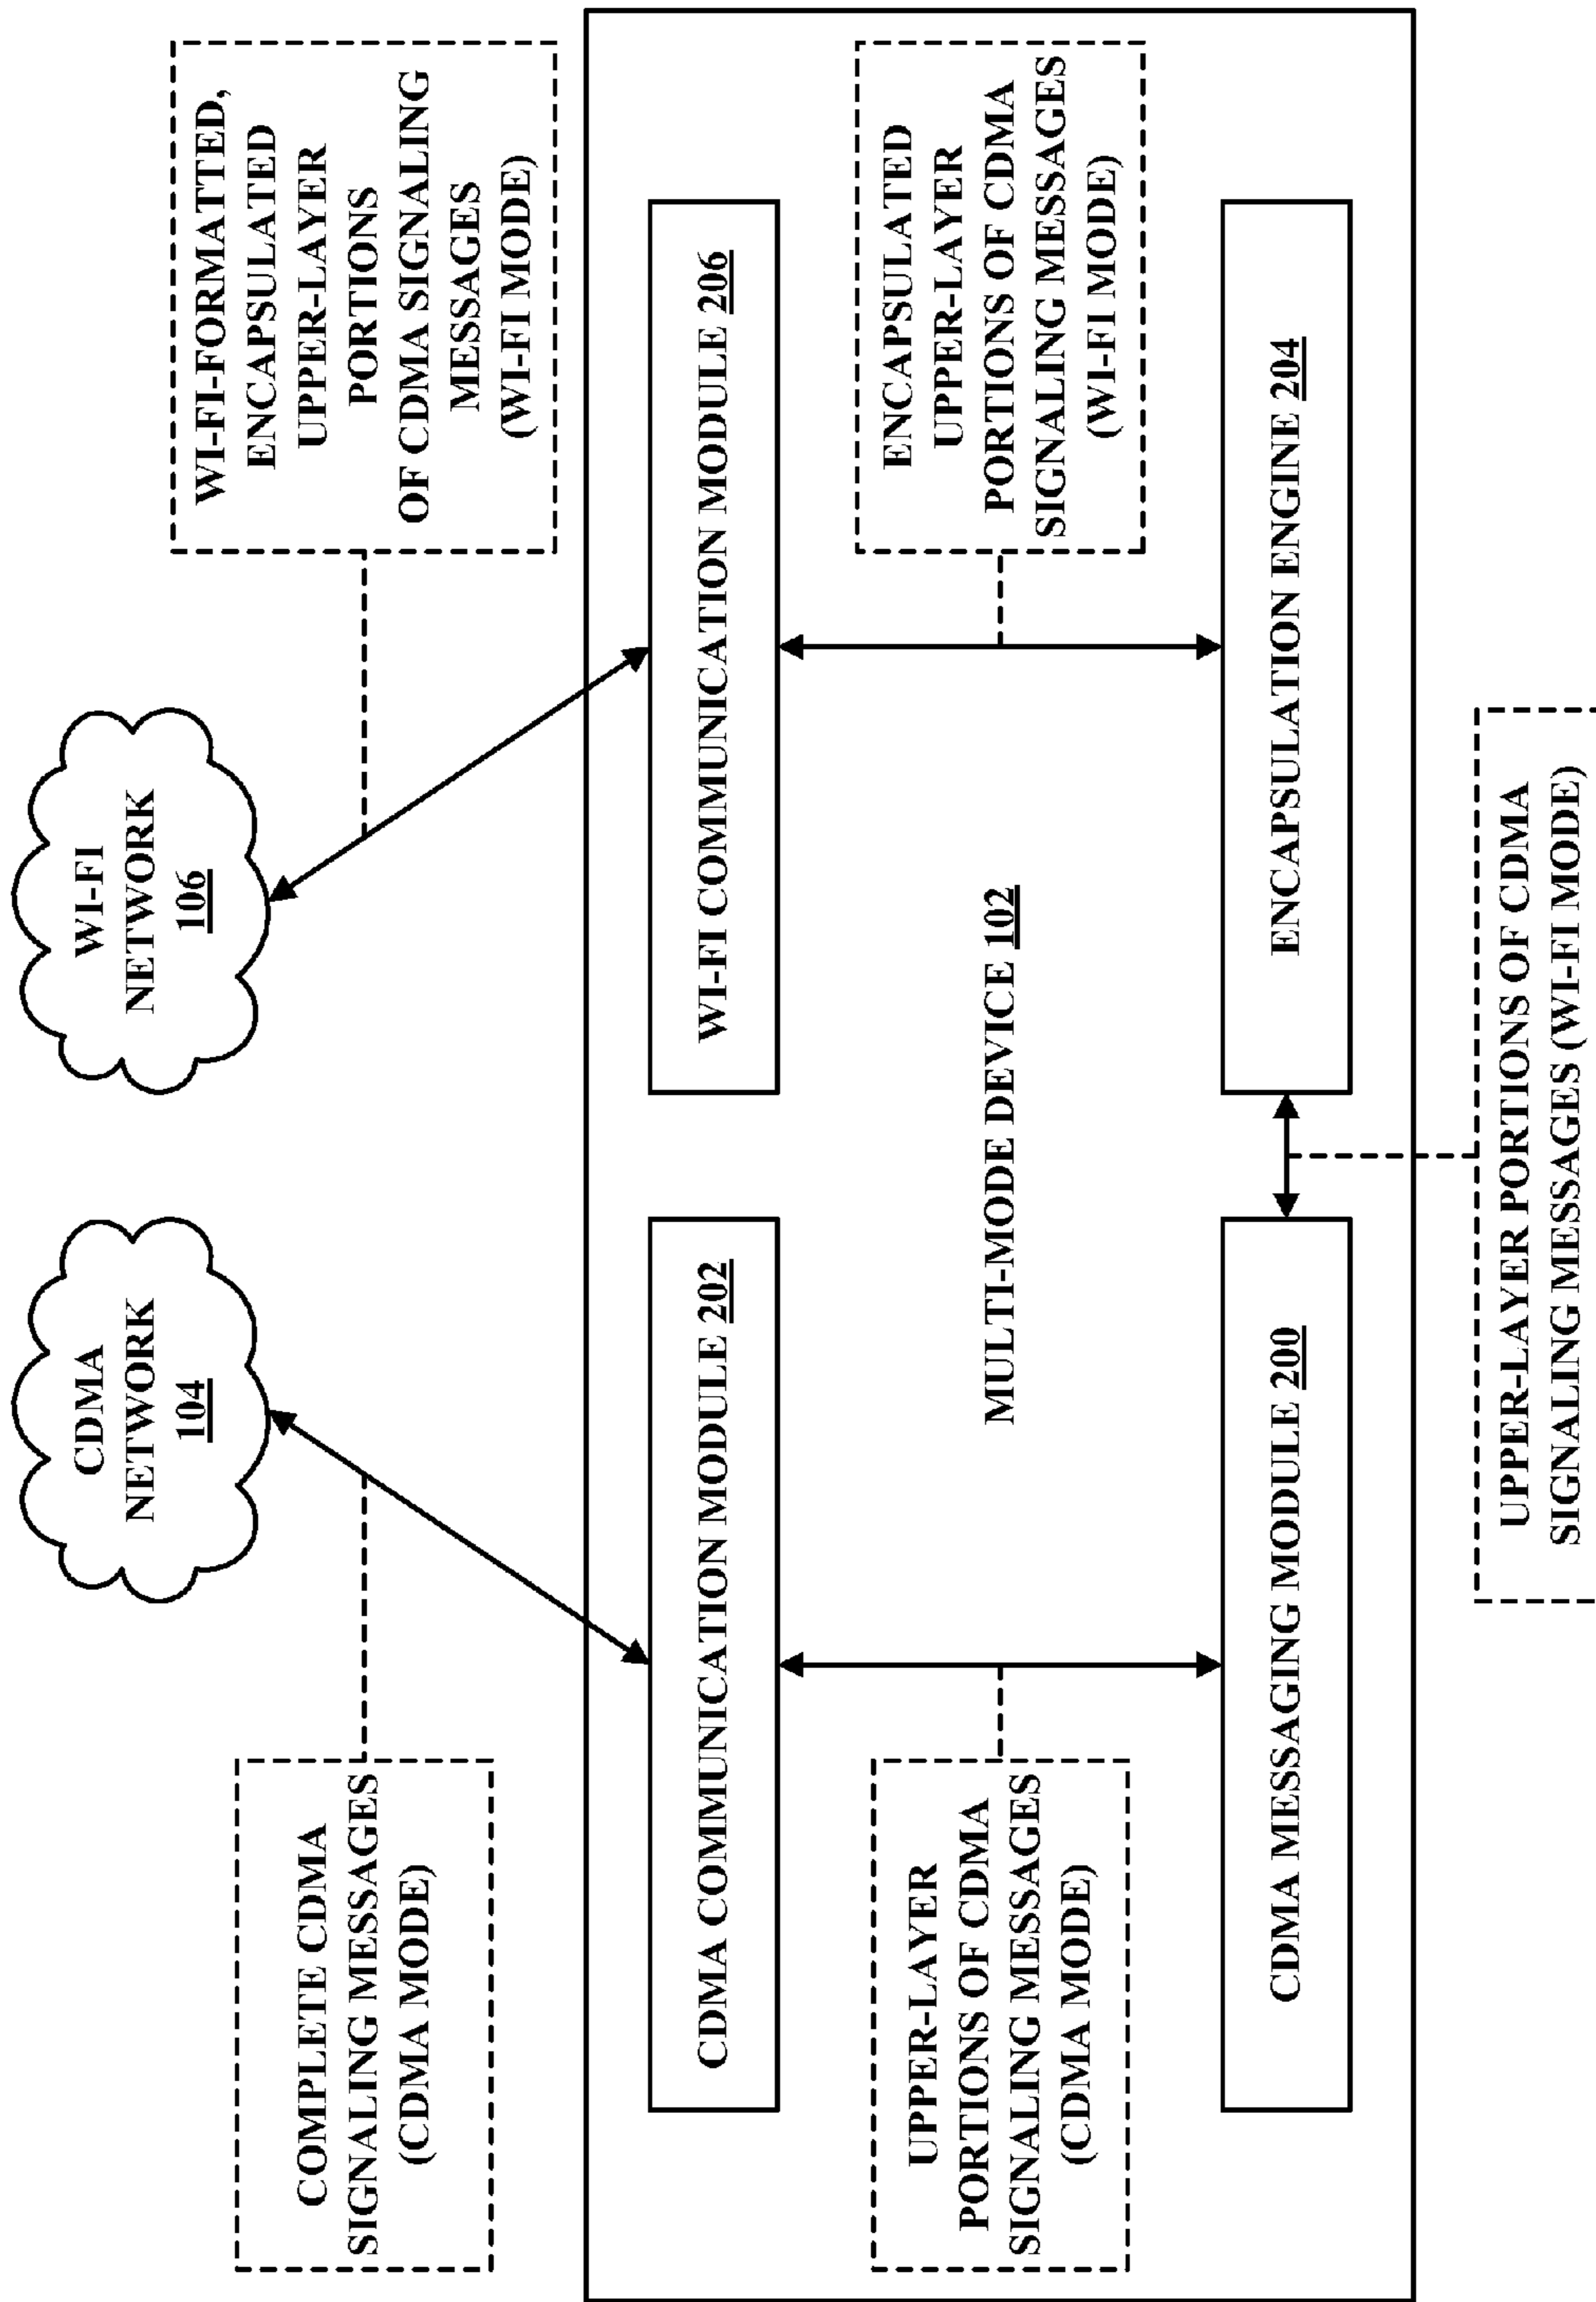 CDMA
NETWORK
104
WI-FI
NETWORK
106
COMPLETE CDMA
SIGNALING MESSAGES
(CDMA MODE)
WI-FI-FORMATTED,
ENCAPSULATED
UPPER-LAYER
PORTIONS
OF CDMA SIGNALING
MESSAGES
(WI-FI MODE)
CDMA COMMUNICATION MODULE 202
WI-FI COMMUNICATION MODULE 206
UPPER-LAYER
PORTIONS OF CDMA
SIGNALING MESSAGES
(CDMA MODE)
MULTI-MODE DEVICE 102
ENCAPSULATED
UPPER-LAYER
PORTIONS OF CDMA
SIGNALING MESSAGES
(WI-FI MODE)
CDMA MESSAGING MODULE 200
ENCAPSULATION ENGINE 204
UPPER-LAYER PORTIONS OF CDMA
SIGNALING MESSAGES (WI-FI MODE)